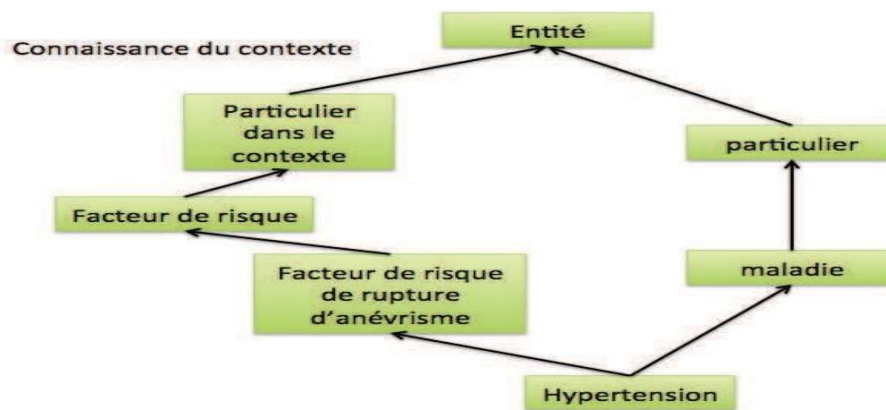 Entité
Connaissance du contexte
Particulier
dans le
contexte
particulier
Facteur de risque
Facteur de risque
de rupture
d'anévrisme
maladie
Hypertension